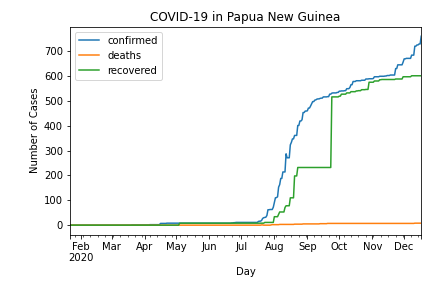 COVID-19 in Papua New Guinea
confirmed
deaths
recovered
Number of Cases
700
600
500
400
300
200
100
0
Feb Mar Apr May Jun Jul Aug Sep Oct Nov Dec
2020
Day